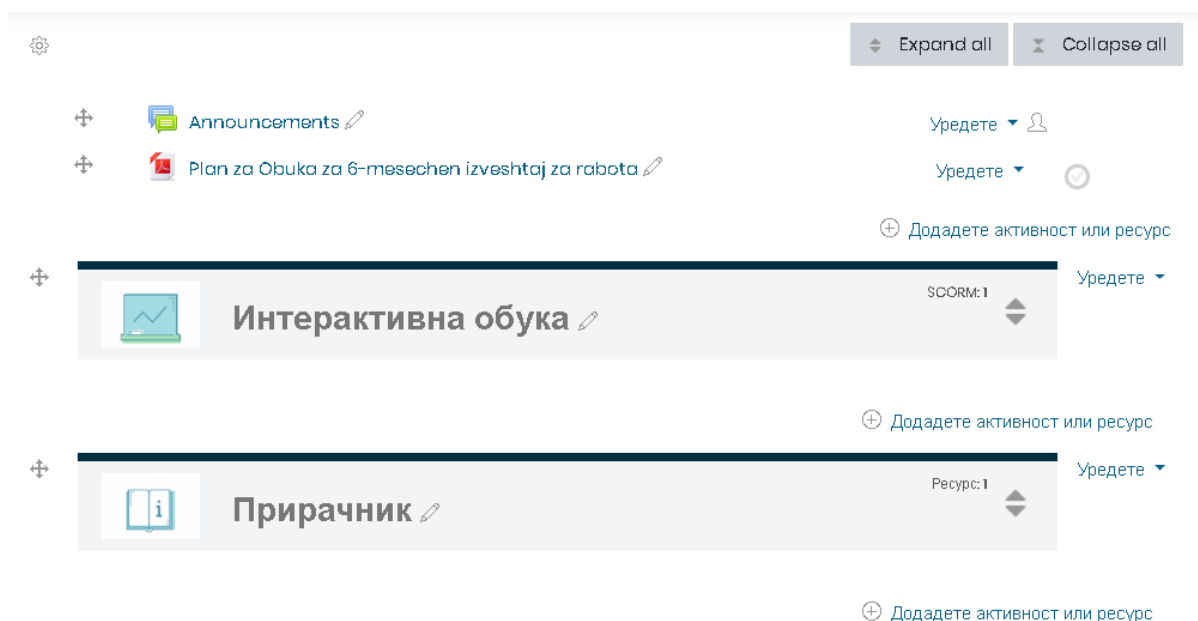 Expand all Collapse all
Announcements Уредете
Plan za Obuka za 6-mesechen izveshtaj za rabota Уредете
Додадете активност или ресурс
Уредете
SCORM:1
Интерактивна обука
Додадете активност или ресурс
Уредете
Ресурс:1
Прирачник
Додадете активност или ресурс